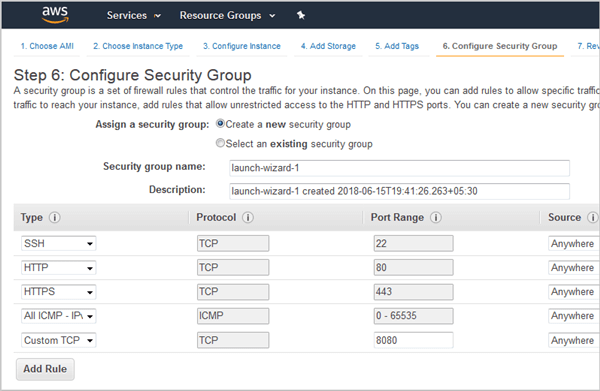 aws
Services
Resource Groups
1. Choose AMI 2. Choose Instance Type 3. Configure Instance 4. Add Storage 5. Add Tags 6. Configure Security Group 7. Rev
Step 6: Configure Security Group
A security group is a set of firewall rules that control the traffic for your instance. On this page, you can add rules to allow specific traffic
traffic to reach your instance, add rules that allow unrestricted access to the HTTP and HTTPS ports. You can create a new security gro
Assign a security group: Create a new security group
Select an existing security group
Security group name: launch-wizard-1
Description: launch-wizard-1 created 2018-06-15T19:41:26.263+05:30
Type i Protocol i Port Range i Source i
SSH TCP 22 Anywhere
HTTP TCP 80 Anywhere
HTTPS TCP 443 Anywhere
All ICMP - IPv ICMP 0 - 65535 Anywhere
Custom TCP TCP 8080 Anywhere
Add Rule